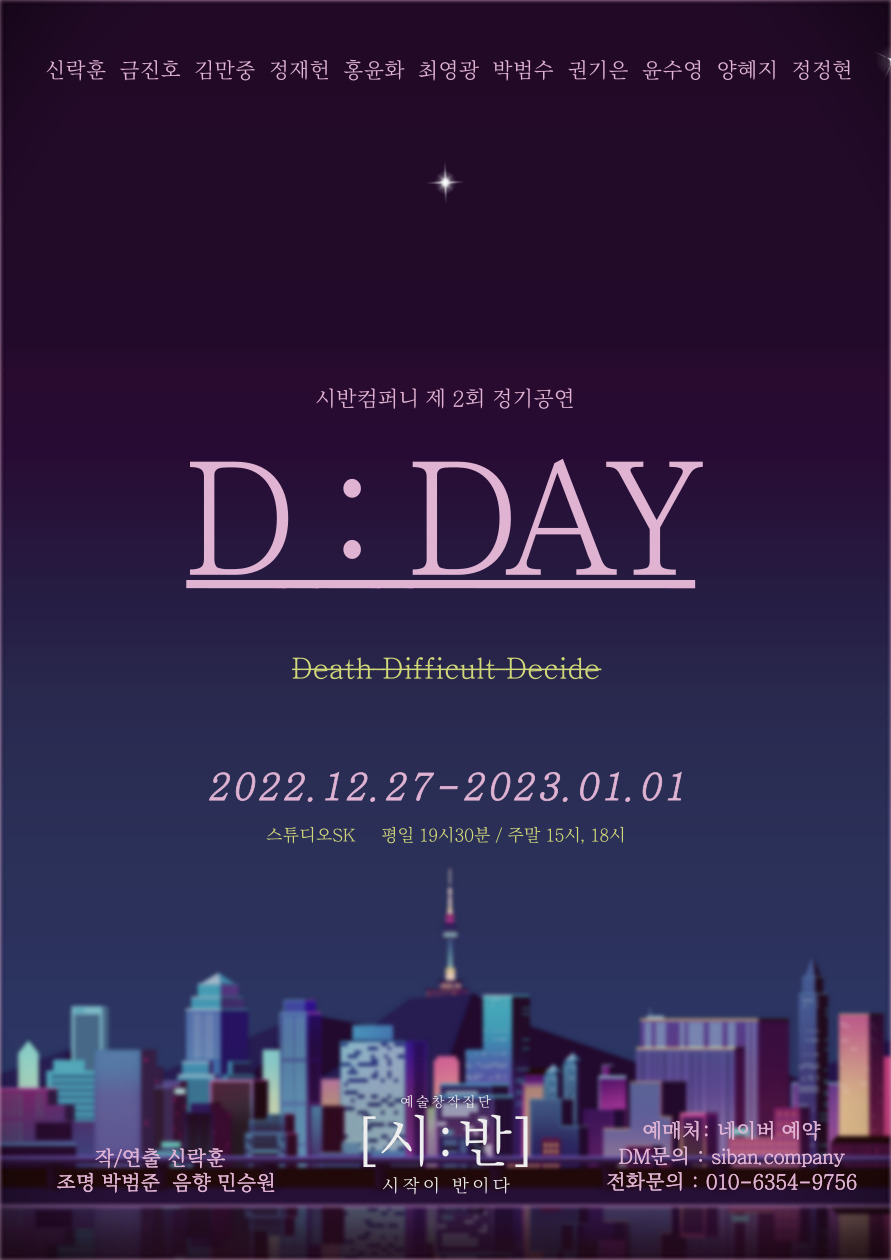 신락훈 금진호 김만중 정재헌 홍윤화 최영광 박범수 권기은 윤수영 양혜지 정정현
시반컴퍼니 제 2회 정기공연
D : DAY
Death Difficult Decide
2022.12.27-2023.01.01
스튜디오SK 평일 19시30분 / 주말 15시, 18시
예술창작집단
[시:반]
시작이 반이다
작/연출 신락훈
조명 박범준 음향 민승원
예매처: 네이버 예약
DM문의 : siban.company
전화문의 : 010-6354-9756